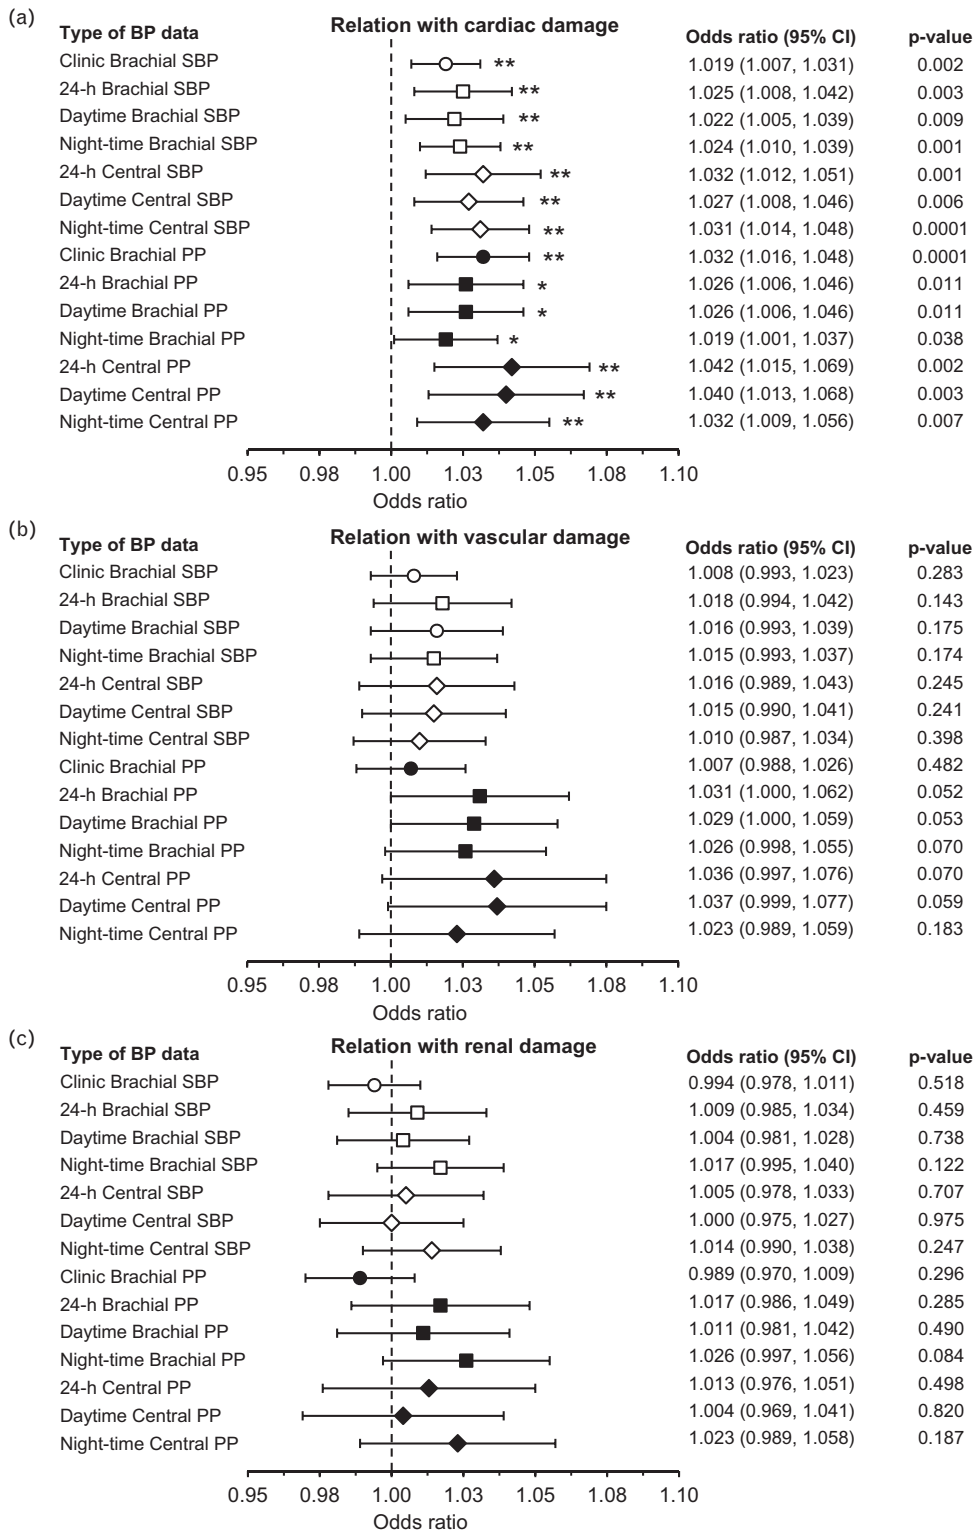 (a)
Type of BP data Relation with cardiac damage Odds ratio (95% CI) p-value
Clinic Brachial SBP ** 1.019 (1.007, 1.031) 0.002
24-h Brachial SBP ** 1.025 (1.008, 1.042) 0.003
Daytime Brachial SBP ** 1.022 (1.005, 1.039) 0.009
Night-time Brachial SBP ** 1.024 (1.010, 1.039) 0.001
24-h Central SBP ** 1.032 (1.012, 1.051) 0.001
Daytime Central SBP ** 1.027 (1.008, 1.046) 0.006
Night-time Central SBP ** 1.031 (1.014, 1.048) 0.0001
Clinic Brachial PP ** 1.032 (1.016, 1.048) 0.0001
24-h Brachial PP * 1.026 (1.006, 1.046) 0.011
Daytime Brachial PP * 1.026 (1.006, 1.046) 0.011
Night-time Brachial PP * 1.019 (1.001, 1.037) 0.038
24-h Central PP ** 1.042 (1.015, 1.069) 0.002
Daytime Central PP ** 1.040 (1.013, 1.068) 0.003
Night-time Central PP ** 1.032 (1.009, 1.056) 0.007
0.95 0.98 1.00 1.03 1.05 1.08 1.10
Odds ratio
(b)
Type of BP data Relation with vascular damage Odds ratio (95% CI) p-value
Clinic Brachial SBP 1.008 (0.993, 1.023) 0.283
24-h Brachial SBP 1.018 (0.994, 1.042) 0.143
Daytime Brachial SBP 1.016 (0.993, 1.039) 0.175
Night-time Brachial SBP 1.015 (0.993, 1.037) 0.174
24-h Central SBP 1.016 (0.989, 1.043) 0.245
Daytime Central SBP 1.015 (0.990, 1.041) 0.241
Night-time Central SBP 1.010 (0.987, 1.034) 0.398
Clinic Brachial PP 1.007 (0.988, 1.026) 0.482
24-h Brachial PP 1.031 (1.000, 1.062) 0.052
Daytime Brachial PP 1.029 (1.000, 1.059) 0.053
Night-time Brachial PP 1.026 (0.998, 1.055) 0.070
24-h Central PP 1.036 (0.997, 1.076) 0.070
Daytime Central PP 1.037 (0.999, 1.077) 0.059
Night-time Central PP 1.023 (0.989, 1.059) 0.183
0.95 0.98 1.00 1.03 1.05 1.08 1.10
Odds ratio
(c)
Type of BP data Relation with renal damage Odds ratio (95% CI) p-value
Clinic Brachial SBP 0.994 (0.978, 1.011) 0.518
24-h Brachial SBP 1.009 (0.985, 1.034) 0.459
Daytime Brachial SBP 1.004 (0.981, 1.028) 0.738
Night-time Brachial SBP 1.017 (0.995, 1.040) 0.122
24-h Central SBP 1.005 (0.978, 1.033) 0.707
Daytime Central SBP 1.000 (0.975, 1.027) 0.975
Night-time Central SBP 1.014 (0.990, 1.038) 0.247
Clinic Brachial PP 0.989 (0.970, 1.009) 0.296
24-h Brachial PP 1.017 (0.986, 1.049) 0.285
Daytime Brachial PP 1.011 (0.981, 1.042) 0.490
Night-time Brachial PP 1.026 (0.997, 1.056) 0.084
24-h Central PP 1.013 (0.976, 1.051) 0.498
Daytime Central PP 1.004 (0.969, 1.041) 0.820
Night-time Central PP 1.023 (0.989, 1.058) 0.187
0.95 0.98 1.00 1.03 1.05 1.08 1.10
Odds ratio